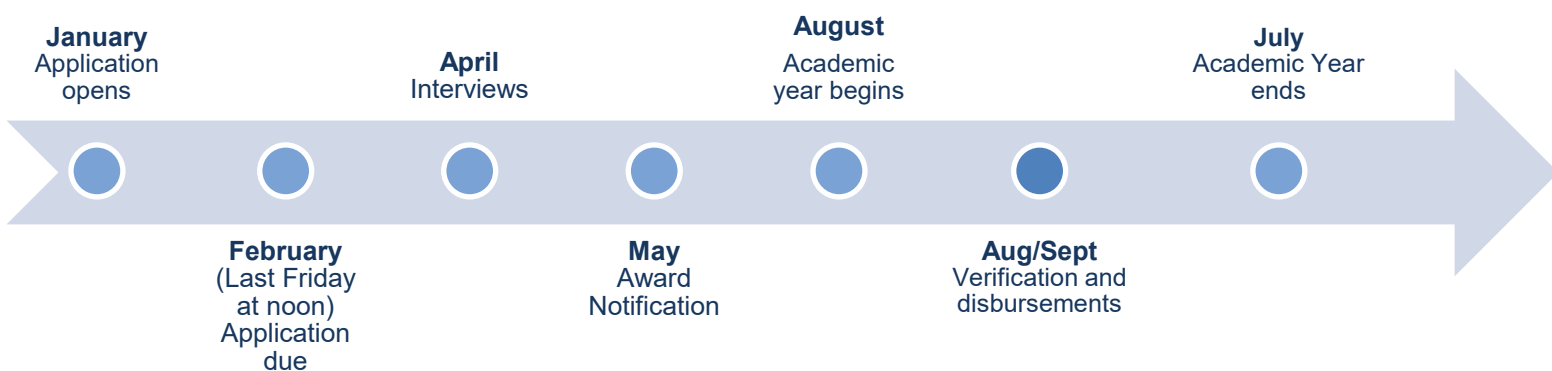 January
Application
opens
February
(Last Friday
at noon)
Application
due
April
Interviews
May
Award
Notification
August
Academic
year begins
Aug/Sept
Verification and
disbursements
July
Academic Year
ends